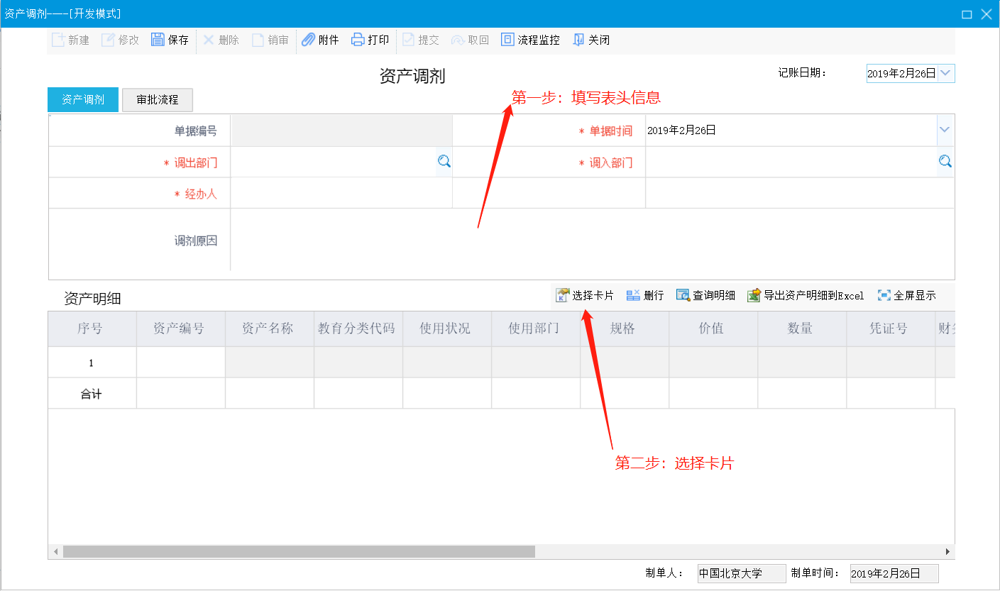 资产调剂----[开发模式]
新建 修改 保存 删除 销审 附件 打印 提交 取回 流程监控 关闭
资产调剂
记账日期： 2019年2月26日
资产调剂 审批流程
第一步：填写表头信息
单据编号 * 单据时间 2019年2月26日
* 调出部门 * 调入部门
* 经办人
调剂原因
资产明细
选择卡片 删行 查询明细 导出资产明细到Excel 全屏显示
序号 资产编号 资产名称 教育分类代码 使用状况 使用部门 规格 价值 数量 凭证号 财
1
合计
第二步：选择卡片
制单人： 中国北京大学 制单时间： 2019年2月26日